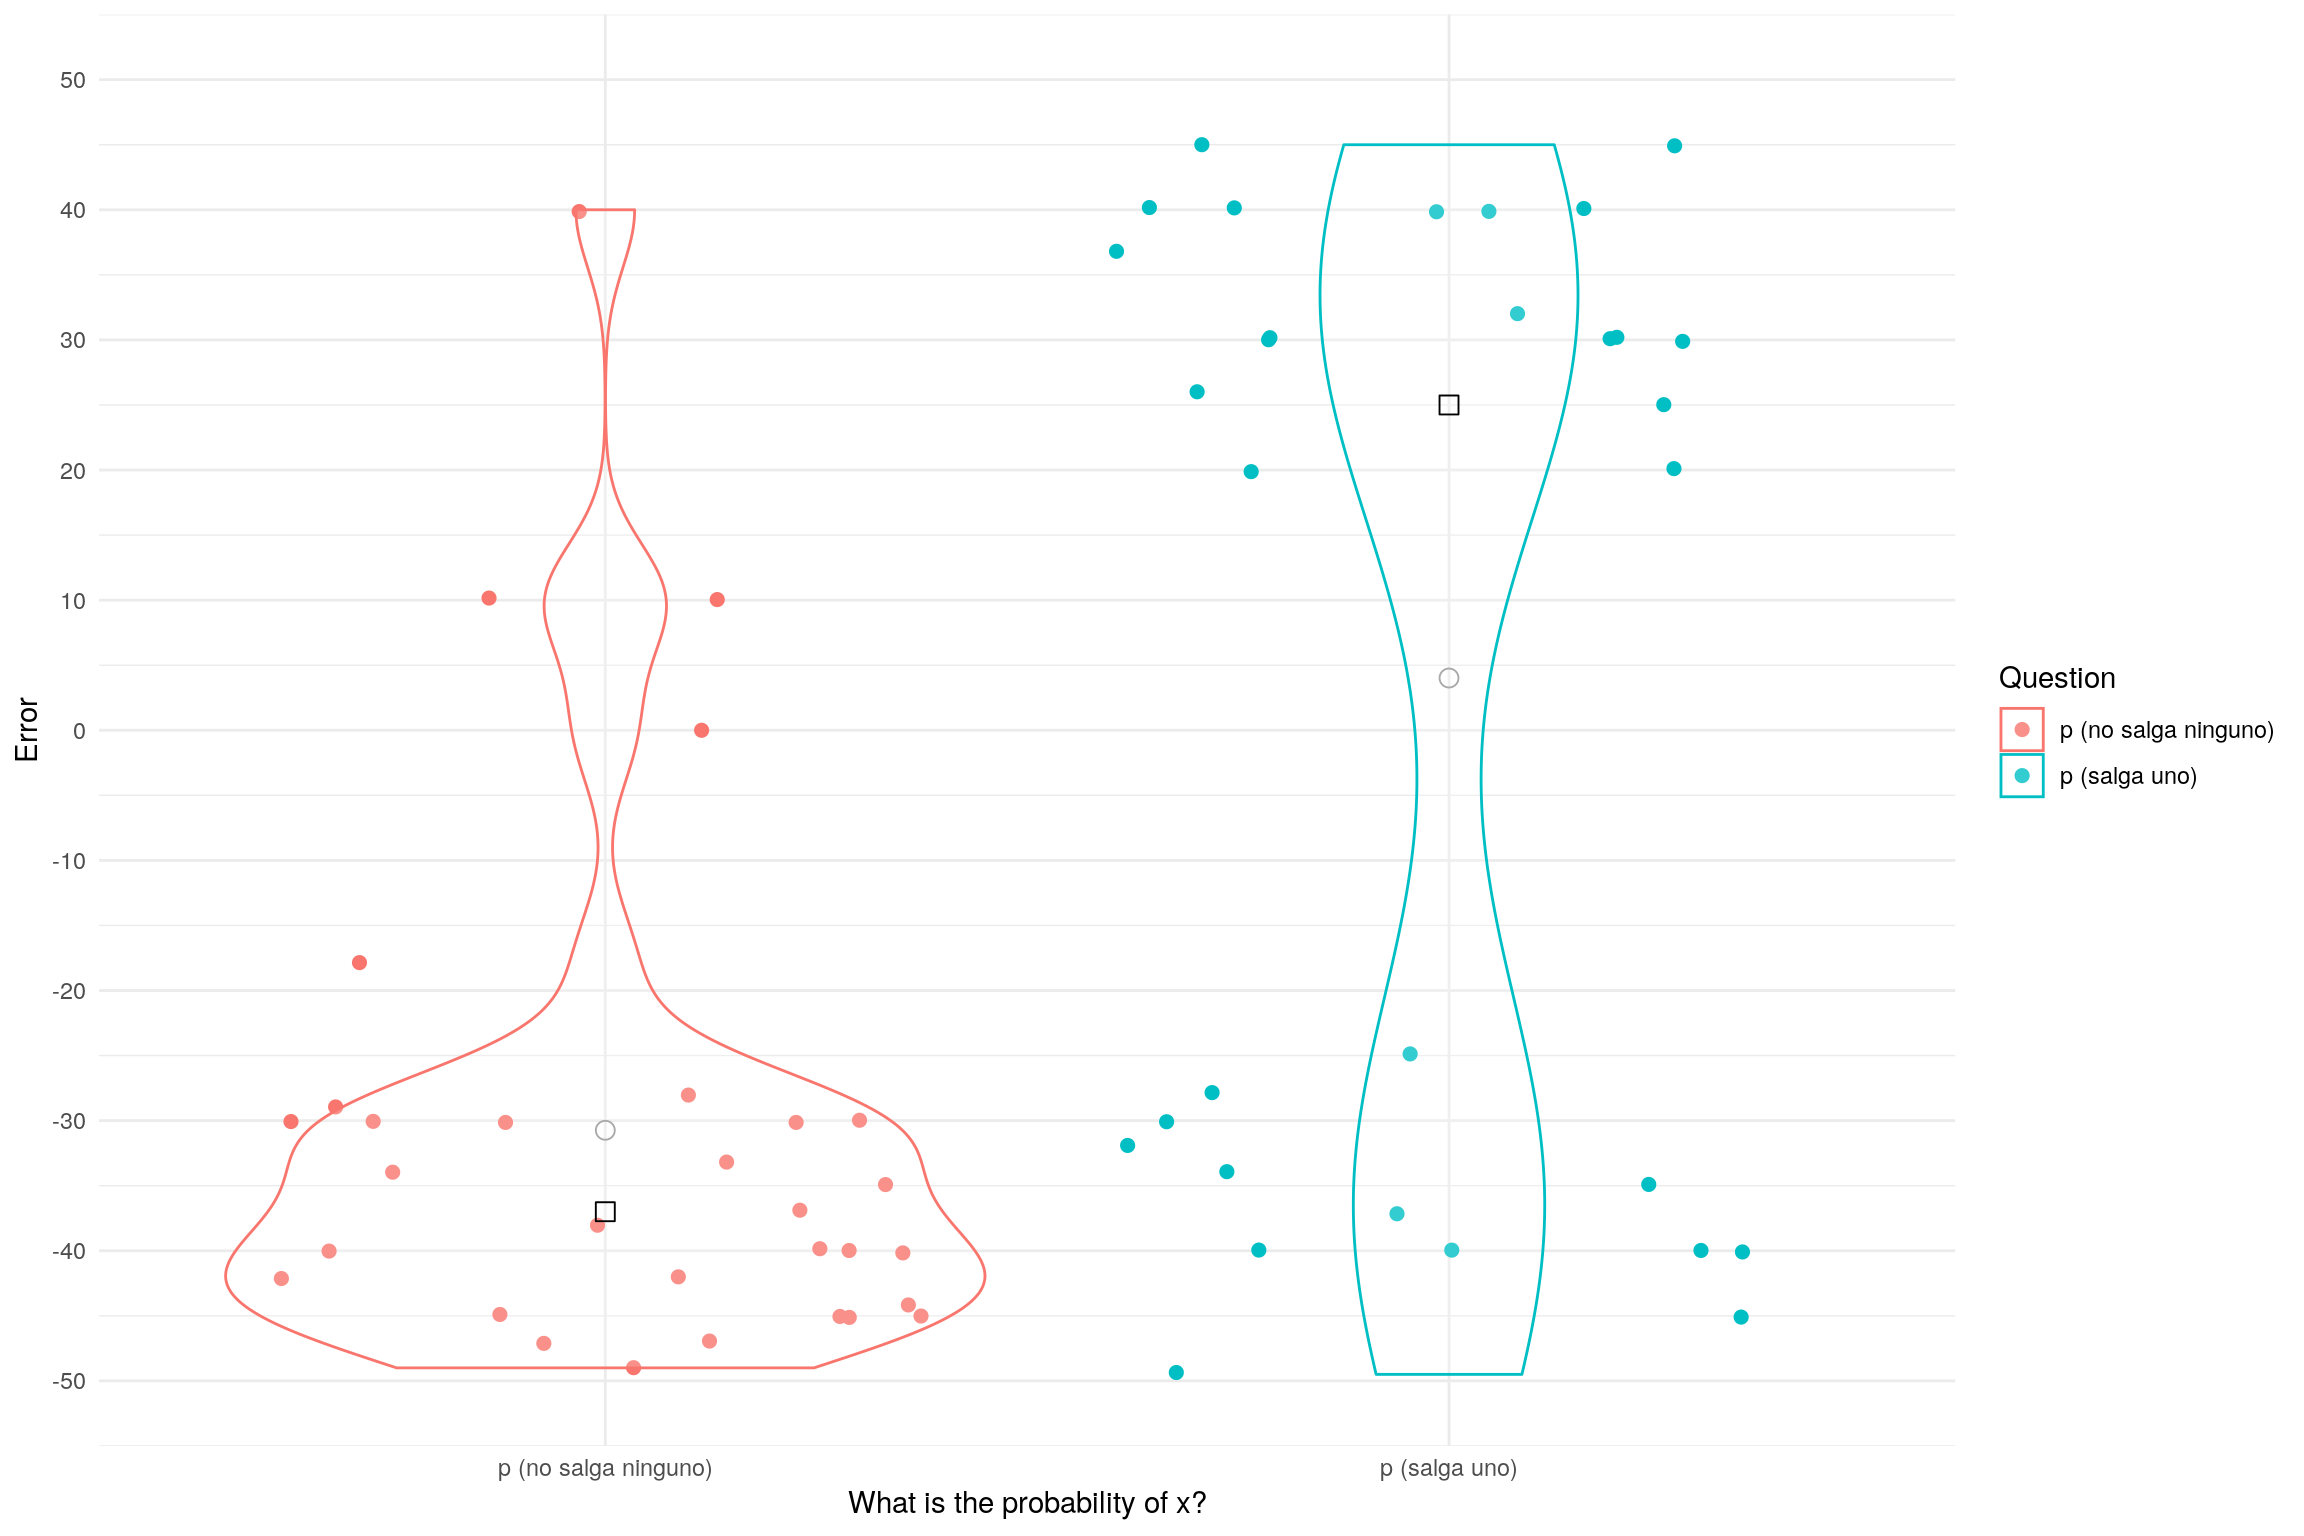 50
40
30
20
10
0
-10
-20
-30
-40
-50
Error
p (no salga ninguno)
p (salga uno)
What is the probability of x?
Question
p (no salga ninguno)
p (salga uno)